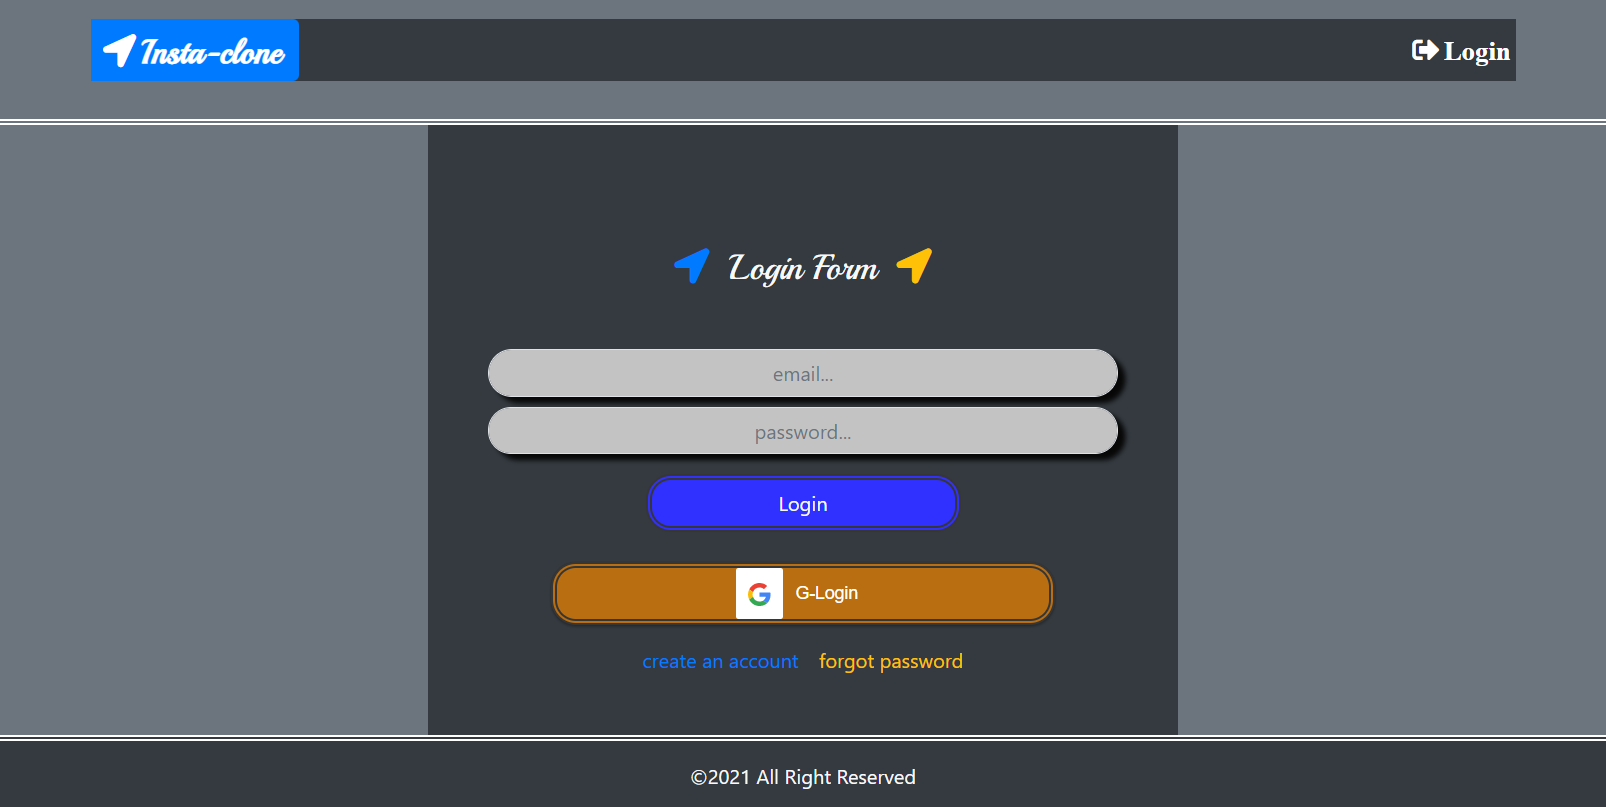 Insta-clone
Login
Login Form
email...
password...
Login
G-Login
create an account forgot password
©2021 All Right Reserved